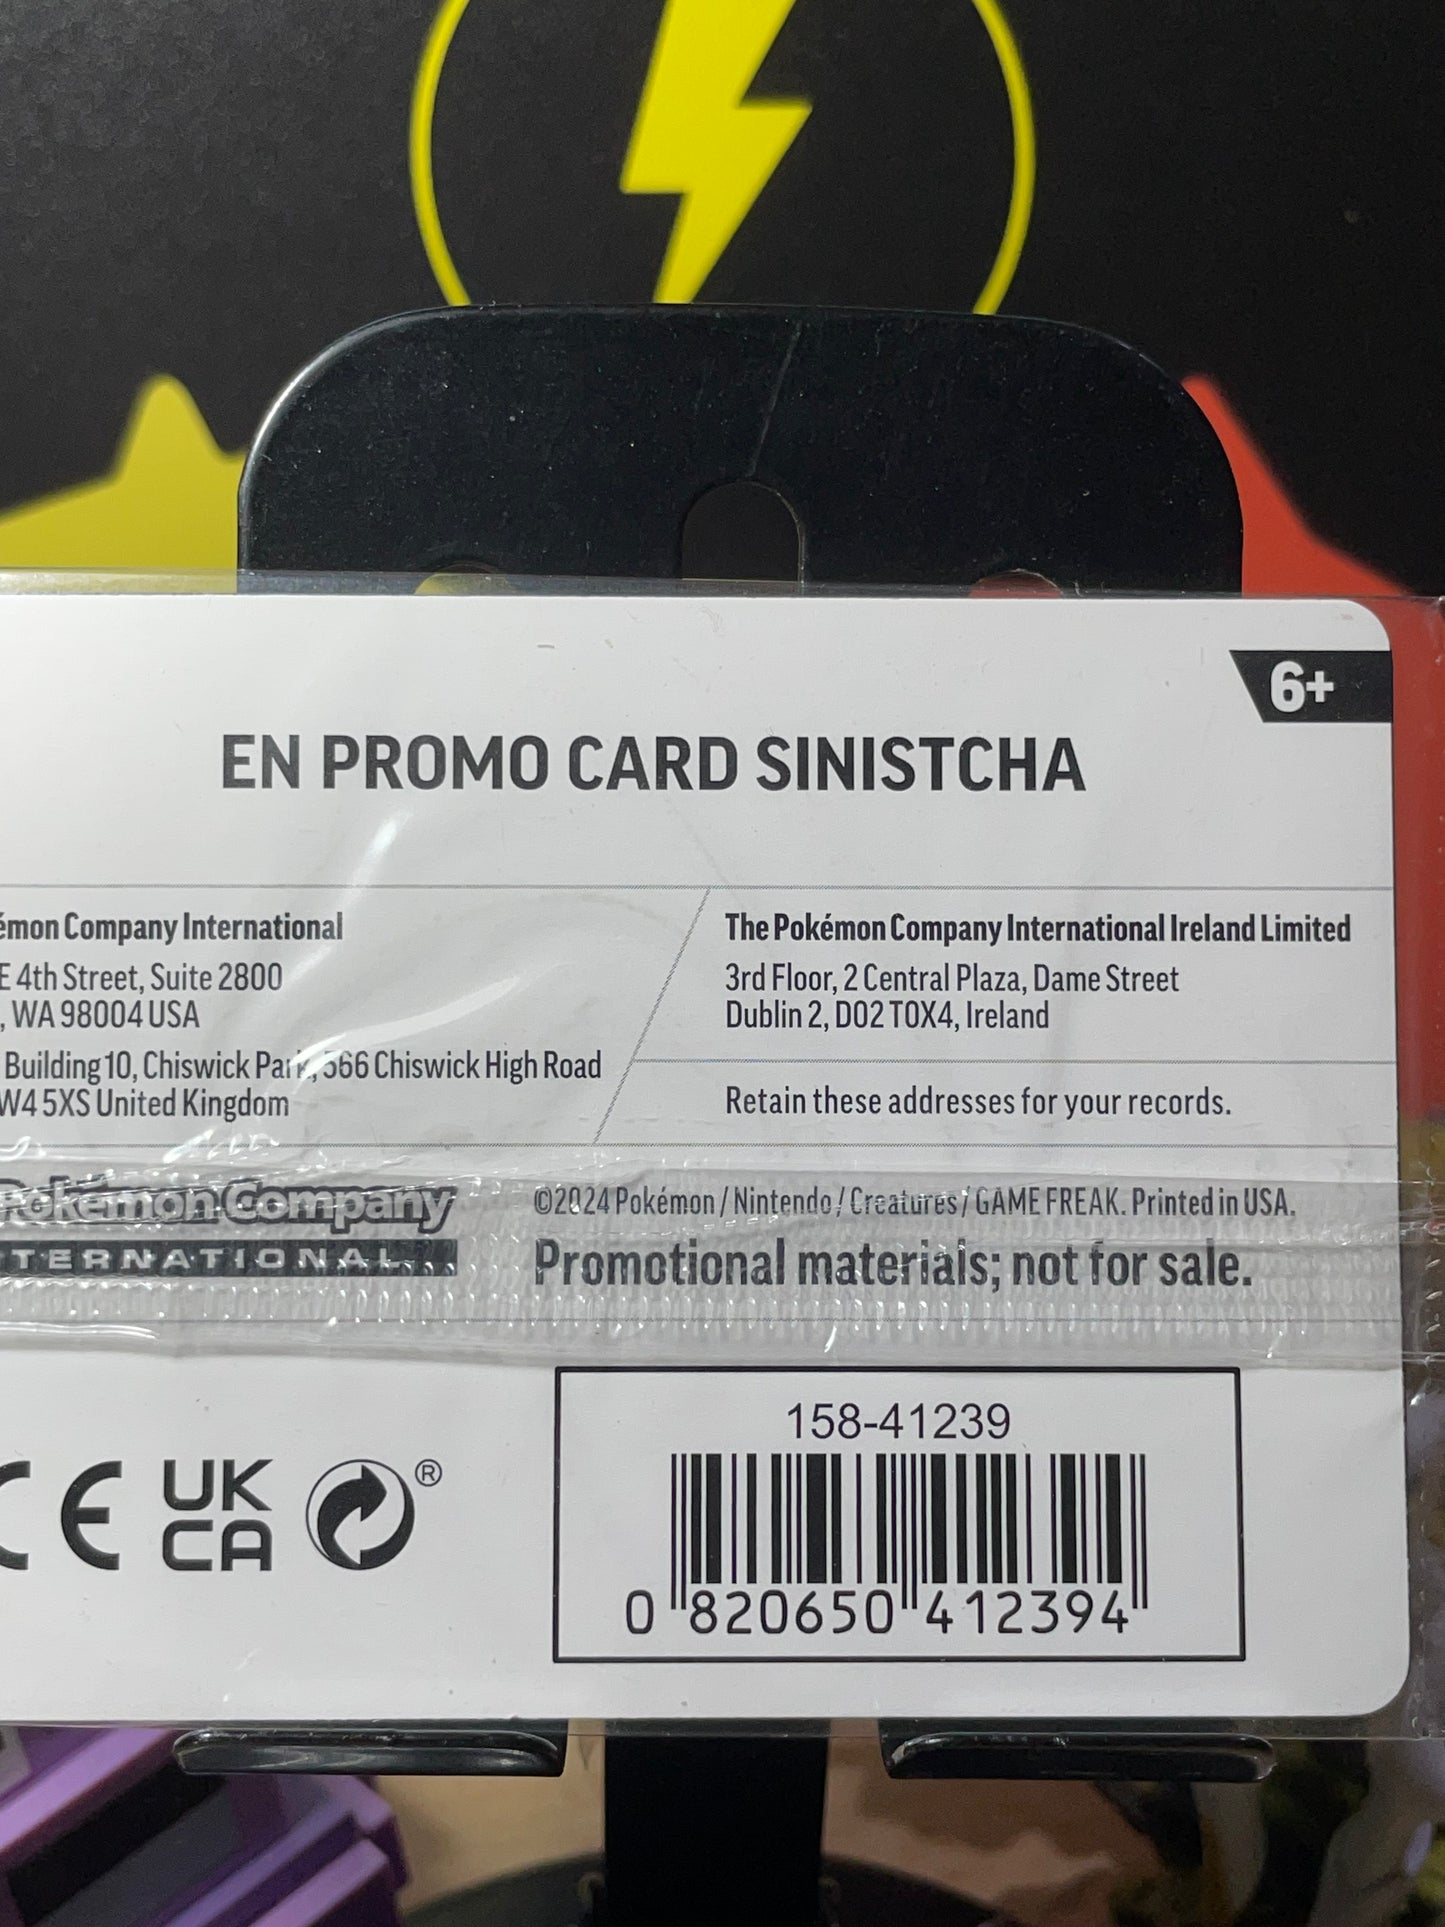 6+
EN PROMO CARD SINISTCHA
émon Company International
E 4th Street, Suite 2800
, WA 98004 USA
Building 10, Chiswick Park, 566 Chiswick High Road
W4 5XS United Kingdom
The Pokémon Company International Ireland Limited
3rd Floor, 2 Central Plaza, Dame Street
Dublin 2, D02 T0X4, Ireland
Retain these addresses for your records.
Pokémon Company
TERNATIONAL
©2024 Pokémon / Nintendo / Creatures / GAME FREAK. Printed in USA.
Promotional materials; not for sale.
CE UK
CA ®
158-41239
0 820650 412394